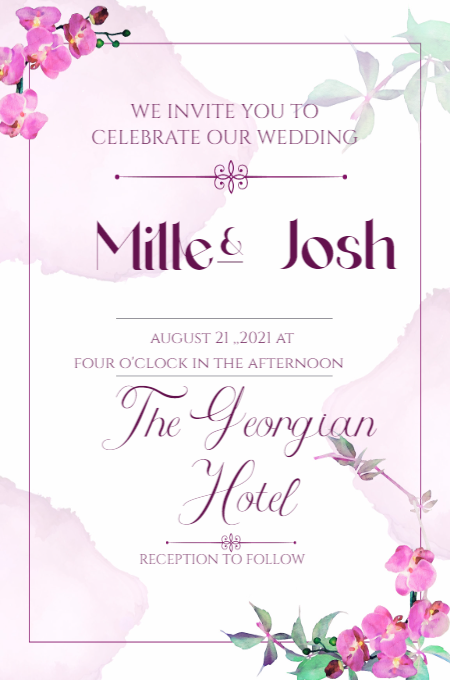 WE INVITE YOU TO
CELEBRATE OUR WEDDING
Mille & Josh
AUGUST 21 ,,2021 AT
FOUR O'CLOCK IN THE AFTERNOON
The Georgian
Hotel
RECEPTION TO FOLLOW